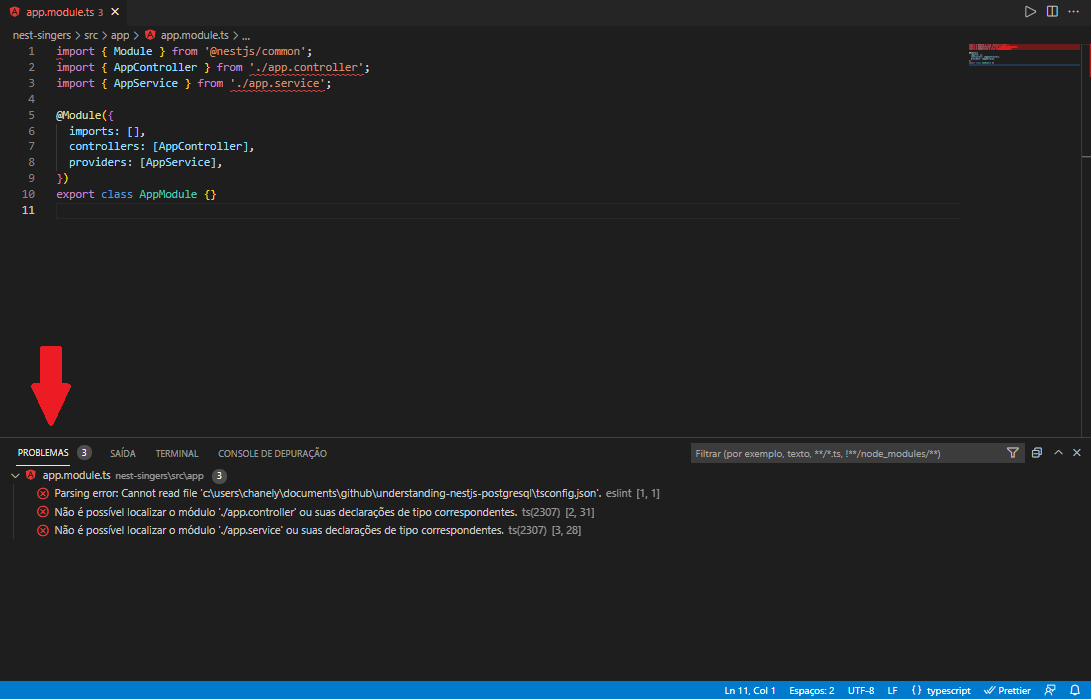 app.module.ts 3
nest-singers > src > app > app.module.ts > ...
1 import { Module } from '@nestjs/common';
2 import { AppController } from './app.controller';
3 import { AppService } from './app.service';
4
5 @Module({
6 imports: [],
7 controllers: [AppController],
8 providers: [AppService],
9 })
10 export class AppModule {}
11
PROBLEMAS 3 SAÍDA TERMINAL CONSOLE DE DEPURAÇÃO Filtrar (por exemplo, texto, **/*.ts, !**/node_modules/**)
app.module.ts nest-singers\src\app 3
Parsing error: Cannot read file 'c:\users\chanely\documents\github\understanding-nestjs-postgresql\tsconfig.json'. eslint [1, 1]
Não é possível localizar o módulo './app.controller' ou suas declarações de tipo correspondentes. ts(2307) [2, 31]
Não é possível localizar o módulo './app.service' ou suas declarações de tipo correspondentes. ts(2307) [3, 28]
Ln 11, Col 1 Espaços: 2 UTF-8 LF {} typescript Prettier